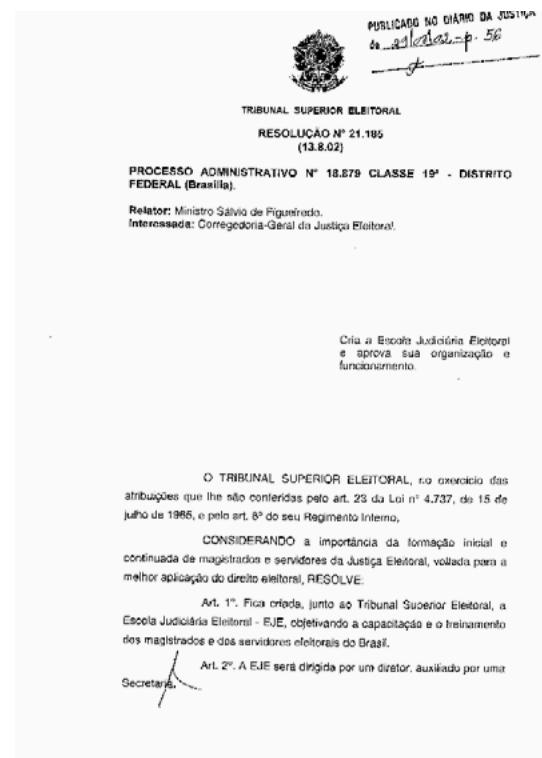 PUBLICADO NO DIÁRIO DA JUSTIÇA
de 29/ /02 - p. 56
TRIBUNAL SUPERIOR ELEITORAL
RESOLUÇÃO Nº 21.185
(13.8.02)
PROCESSO ADMINISTRATIVO Nº 18.879 CLASSE 19ª - DISTRITO
FEDERAL (Brasília).
Relator: Ministro Sálvio de Figueiredo.
Interessada: Corregedoria-Geral da Justiça Eleitoral.
Cria a Escola Judiciária Eleitoral
e aprova sua organização e
funcionamento.
O TRIBUNAL SUPERIOR ELEITORAL, no exercício das
atribuições que lhe são conferidas pelo art. 23 da Lei nº 4.737, de 15 de
julho de 1965, e pelo art. 8º do seu Regimento Interno,
CONSIDERANDO a importância da formação inicial e
continuada de magistrados e servidores da Justiça Eleitoral, voltada para a
melhor aplicação do direito eleitoral, RESOLVE:
Art. 1º. Fica criada, junto ao Tribunal Superior Eleitoral, a
Escola Judiciária Eleitoral - EJE, objetivando a capacitação e o treinamento
dos magistrados e dos servidores eleitorais do Brasil.
Art. 2º. A EJE será dirigida por um diretor, auxiliado por uma
Secretaria.